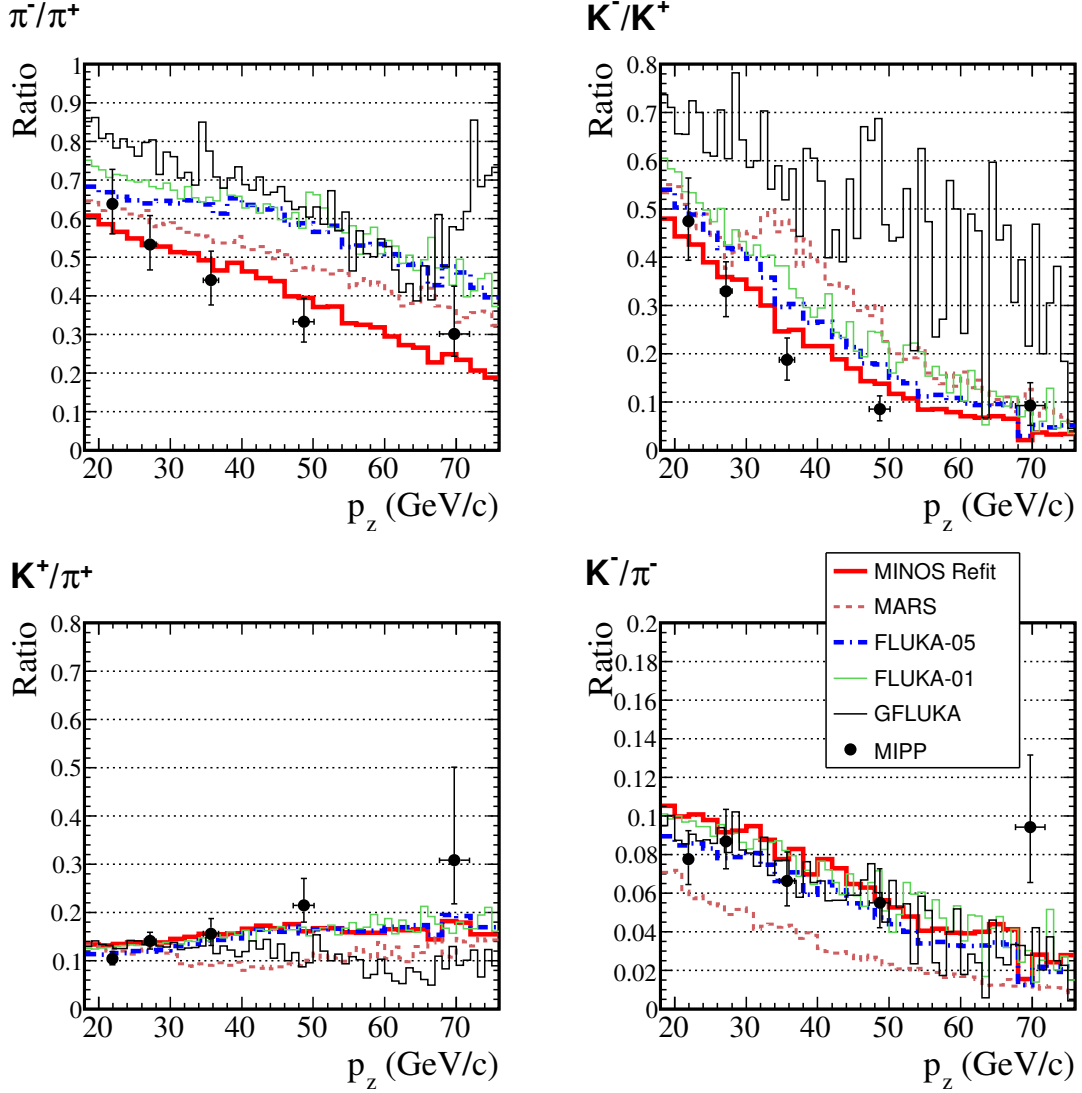 π⁻/π⁺
Ratio
1
0.9
0.8
0.7
0.6
0.5
0.4
0.3
0.2
0.1
0
20 30 40 50 60 70
p_z (GeV/c)
K⁻/K⁺
Ratio
0.8
0.7
0.6
0.5
0.4
0.3
0.2
0.1
0
20 30 40 50 60 70
p_z (GeV/c)
K⁺/π⁺
Ratio
0.8
0.7
0.6
0.5
0.4
0.3
0.2
0.1
0
20 30 40 50 60 70
p_z (GeV/c)
K⁻/π⁻
Ratio
0.2
0.18
0.16
0.14
0.12
0.1
0.08
0.06
0.04
0.02
0
20 30 40 50 60 70
p_z (GeV/c)
MINOS Refit
MARS
FLUKA-05
FLUKA-01
GFLUKA
MIPP